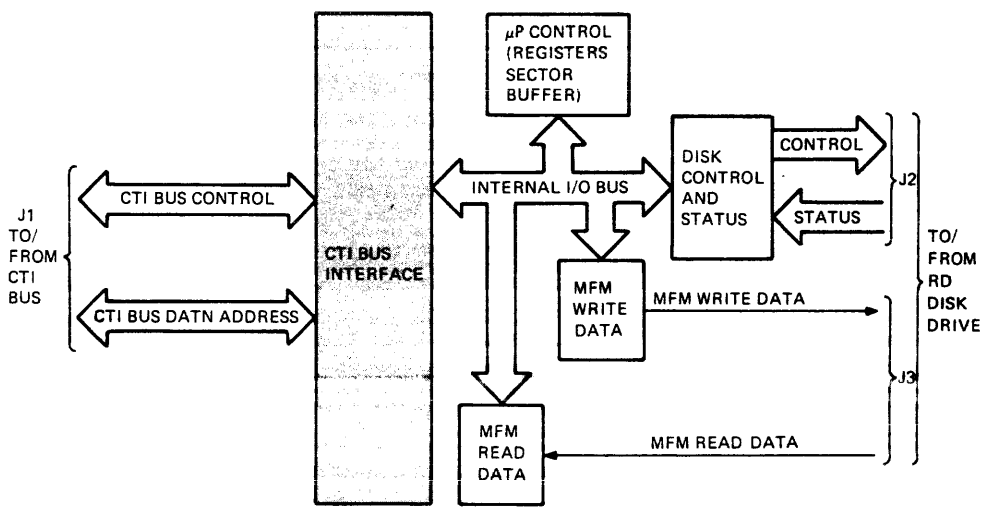 µP CONTROL
(REGISTERS
SECTOR
BUFFER)
DISK
CONTROL
AND
STATUS
CONTROL
STATUS
J2
INTERNAL I/O BUS
CTI BUS CONTROL
J1
TO/
FROM
CTI
BUS
CTI BUS
INTERFACE
CTI BUS DATN ADDRESS
MFM
WRITE
DATA
MFM WRITE DATA
TO/
FROM
RD
DISK
DRIVE
J3
MFM
READ
DATA
MFM READ DATA